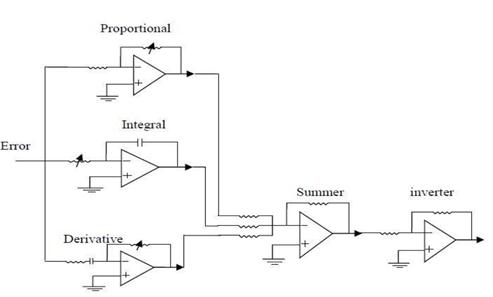 Proportional
Integral
Error
Summer
inverter
Derivative